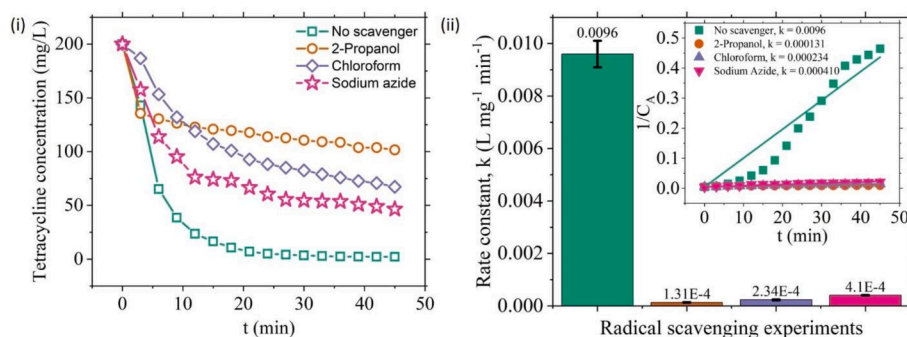 (i)
Tetracycline concentration (mg/L)
200
150
100
50
0
No scavenger
2-Propanol
Chloroform
Sodium azide
0 10 20 30 40 50
t (min)
(ii)
Rate constant, k (L mg⁻¹ min⁻¹)
0.010
0.008
0.006
0.004
0.002
0.000
0.0096
1.31E-4
2.34E-4
4.1E-4
Radical scavenging experiments
1/C_A
0.5
0.4
0.3
0.2
0.1
0.0
No scavenger, k = 0.0096
2-Propanol, k = 0.000131
Chloroform, k = 0.000234
Sodium Azide, k = 0.000410
0 10 20 30 40 50
t (min)